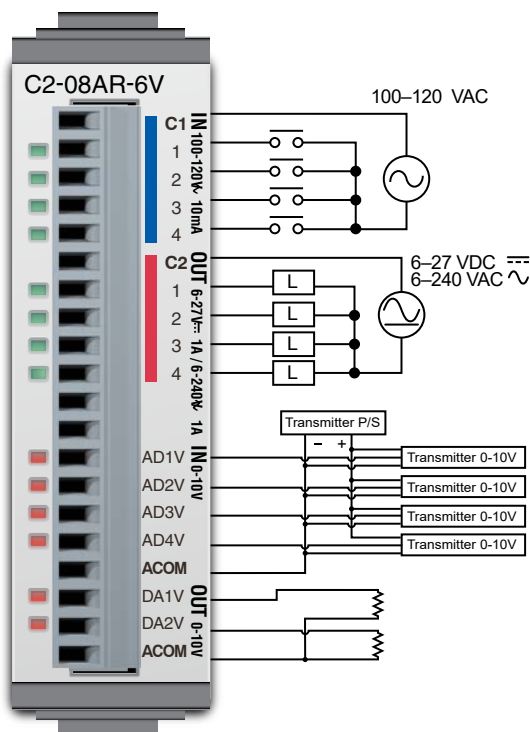 C2-08AR-6V
100–120 VAC
C1
IN 100-120V 10mA
1
2
3
4
6–27 VDC
6–240 VAC
C2
OUT 6-27V 1A / 6-240V 1A
1
L
2
L
3
L
4
L
Transmitter P/S
– +
IN 0-10V
AD1V
Transmitter 0-10V
AD2V
Transmitter 0-10V
AD3V
Transmitter 0-10V
AD4V
Transmitter 0-10V
ACOM
OUT 0-10V
DA1V
DA2V
ACOM